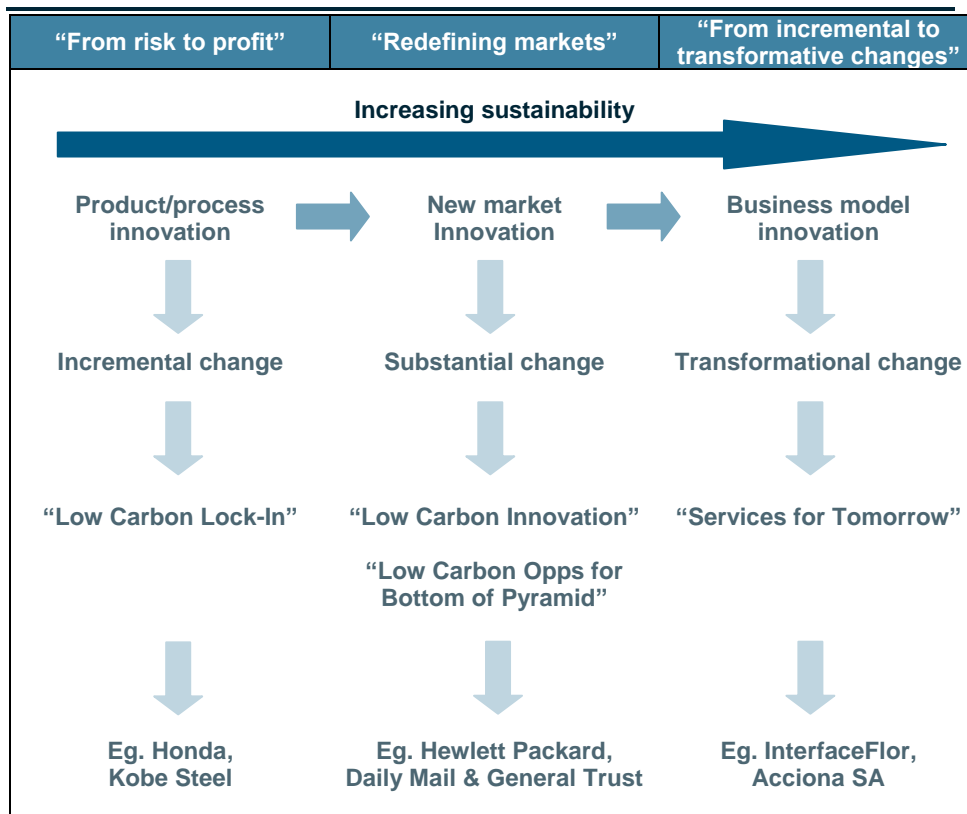 “From risk to profit”
“Redefining markets”
“From incremental to
transformative changes”
Increasing sustainability
Product/process
innovation
New market
Innovation
Business model
innovation
Incremental change
Substantial change
Transformational change
“Low Carbon Lock-In”
“Low Carbon Innovation”
“Services for Tomorrow”
“Low Carbon Opps for
Bottom of Pyramid”
Eg. Honda,
Kobe Steel
Eg. Hewlett Packard,
Daily Mail & General Trust
Eg. InterfaceFlor,
Acciona SA